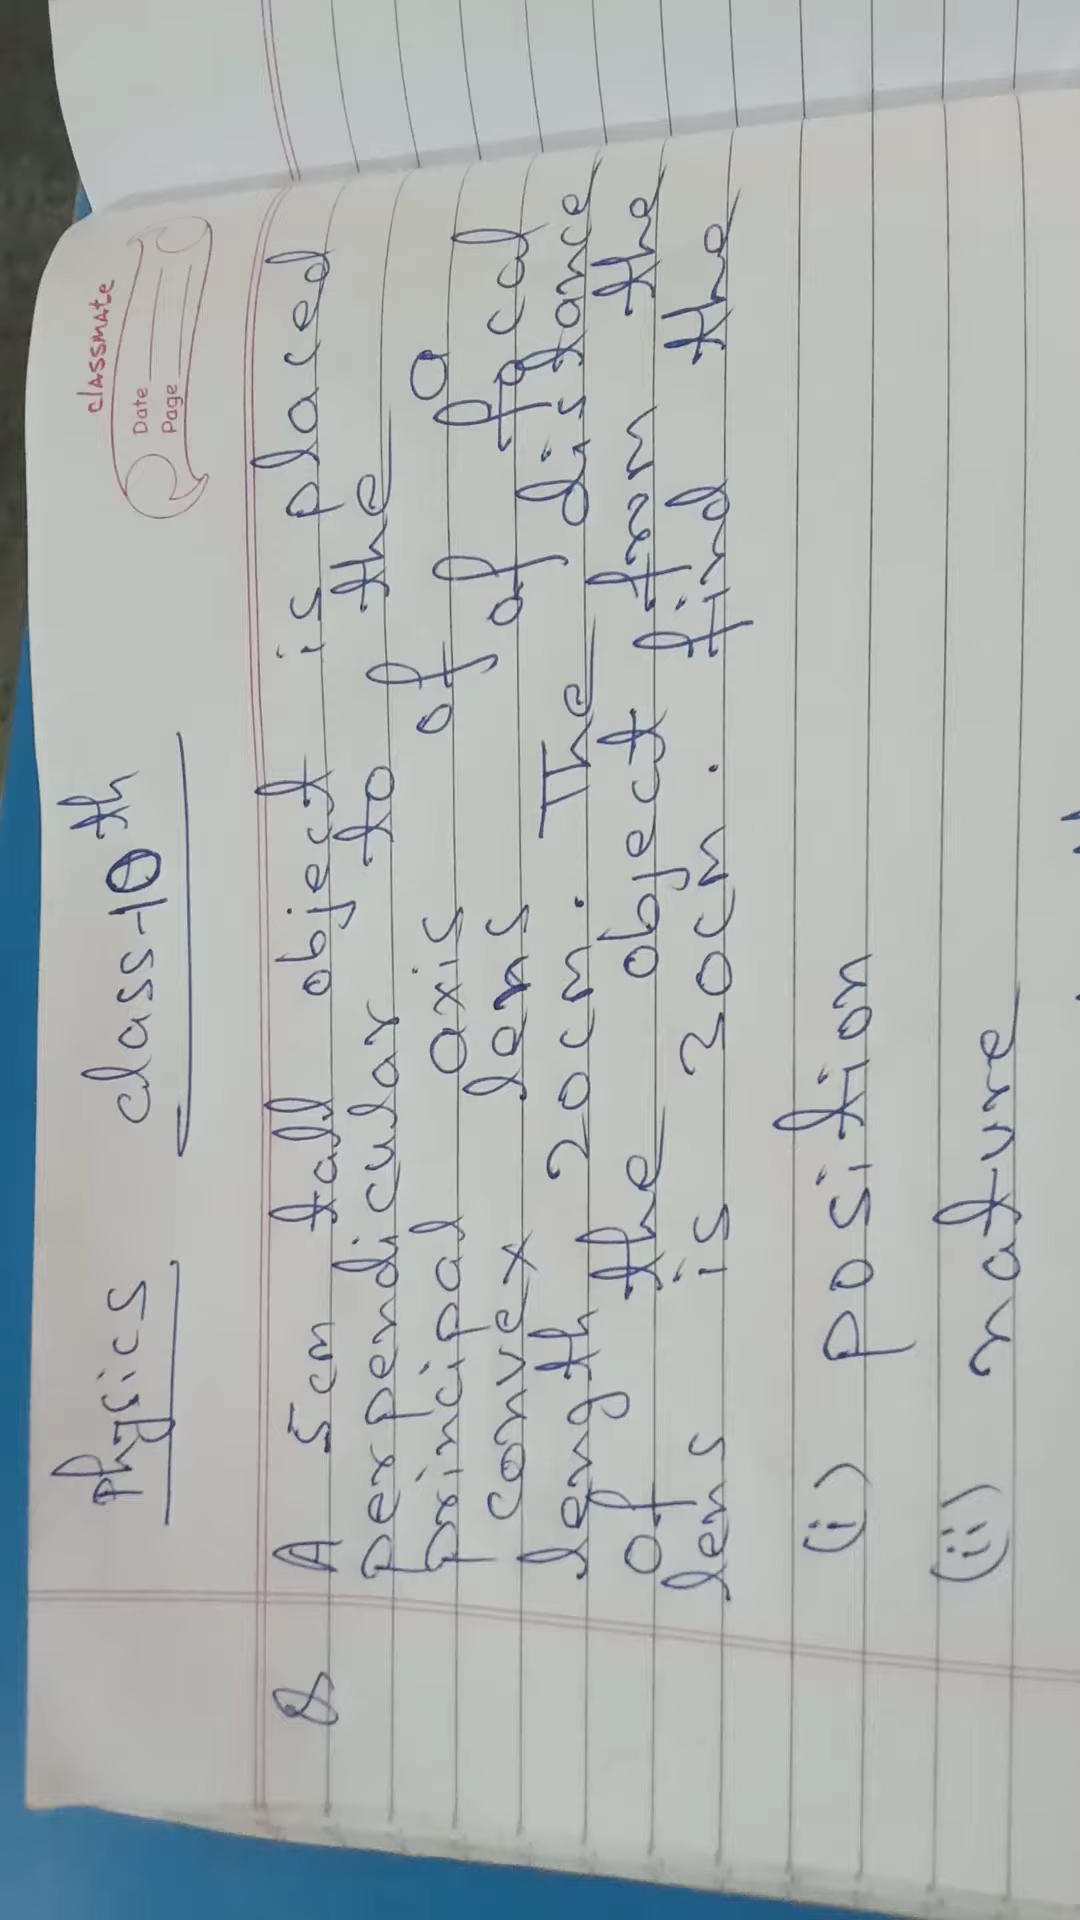 Physics class-10th
classmate
Date
Page
Q A 5cm tall object is placed
perpendicular to the
principal axis of of a
convex lens of focal
length 20cm. The distance
of the object from the
lens is 30cm. find the
(i) position
(ii) nature